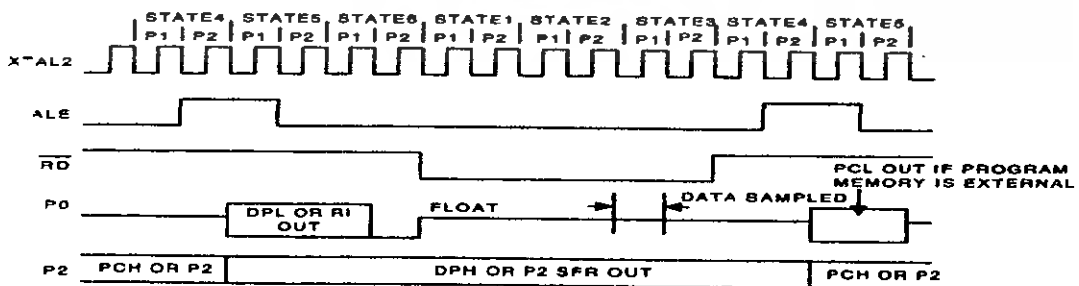 STATE4 STATE5 STATE6 STATE1 STATE2 STATE3 STATE4 STATE5
P1 P2 P1 P2 P1 P2 P1 P2 P1 P2 P1 P2 P1 P2 P1 P2
XTAL2
ALE
RD
PCL OUT IF PROGRAM
MEMORY IS EXTERNAL
P0
DPL OR RI
OUT
FLOAT
DATA SAMPLED
P2
PCH OR P2
DPH OR P2 SFR OUT
PCH OR P2